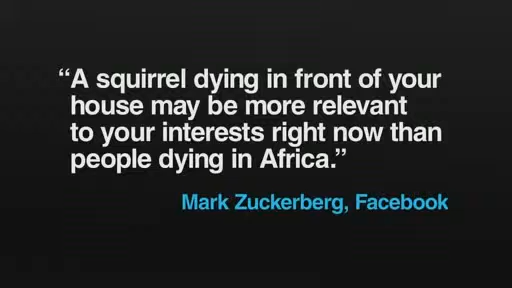 “A squirrel dying in front of your
house may be more relevant
to your interests right now than
people dying in Africa.”
Mark Zuckerberg, Facebook